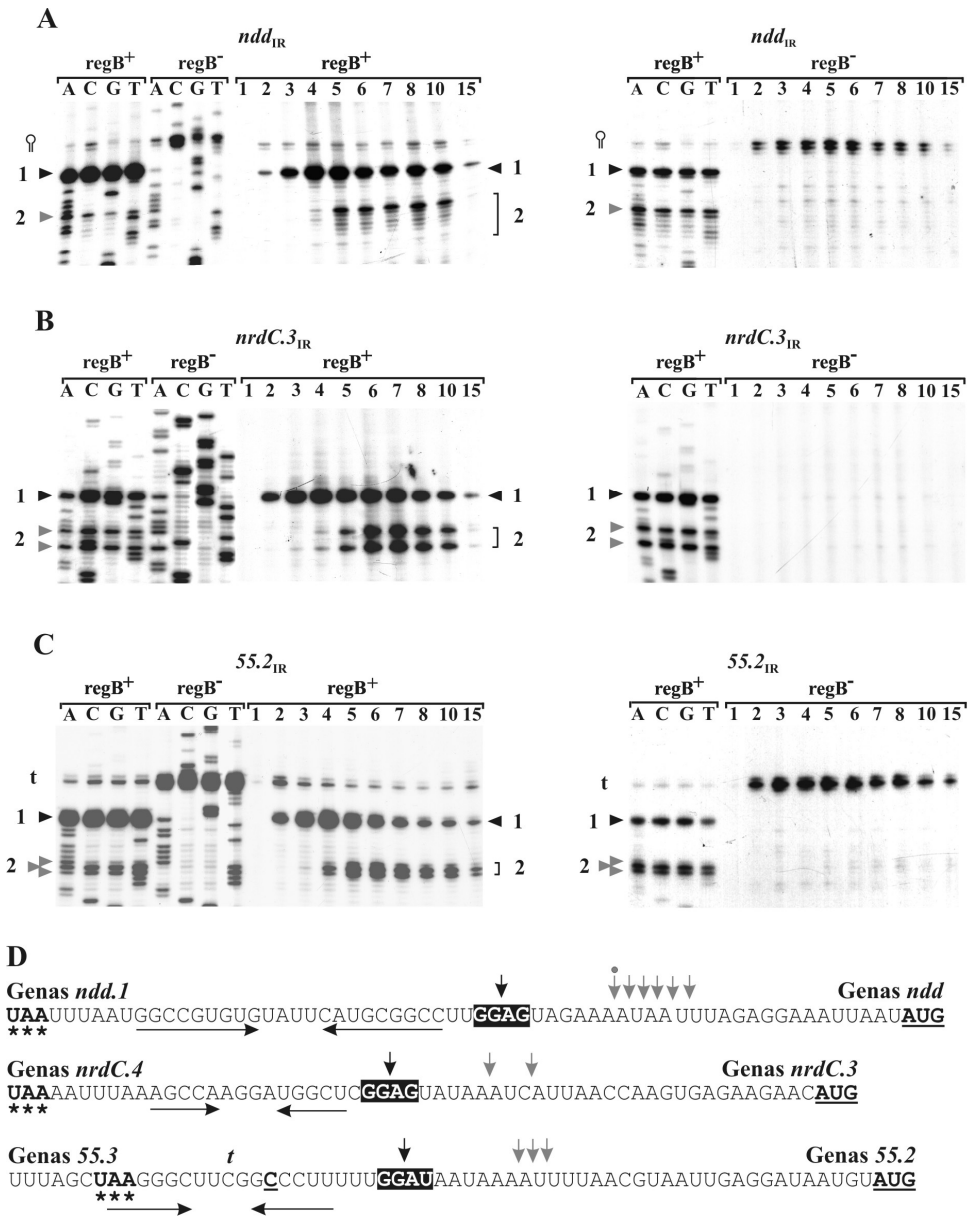 A
ndd_IR ndd_IR
regB⁺ regB⁻ regB⁺ regB⁺ regB⁻
A C G T A C G T 1 2 3 4 5 6 7 8 10 15 A C G T 1 2 3 4 5 6 7 8 10 15
1 1 1
2 2 2
B
nrdC.3_IR nrdC.3_IR
regB⁺ regB⁻ regB⁺ regB⁺ regB⁻
A C G T A C G T 1 2 3 4 5 6 7 8 10 15 A C G T 1 2 3 4 5 6 7 8 10 15
1 1 1
2 2 2
C
55.2_IR 55.2_IR
regB⁺ regB⁻ regB⁺ regB⁺ regB⁻
A C G T A C G T 1 2 3 4 5 6 7 8 10 15 A C G T 1 2 3 4 5 6 7 8 10 15
t t
1 1 1
2 2 2
D
Genas ndd.1 Genas ndd
UAAUUUAAUGGCCGUGUGUAUUCAUGCGGCCUUGGAGUAGAAAAUAAUUUAGAGGAAAUUAAUAUG
***
Genas nrdC.4 Genas nrdC.3
UAAAAUUUAAAGCCAAGGAUGGCUCGGAGUAUAAAUCAUUAACCAAGUGAGAAGAACAUG
***
Genas 55.3 t Genas 55.2
UUUAGCUAAGGGCUUCGGCCCUUUUUGGAUAAUAAAAUUUUAACGUAAUUGAGGAUAAUGUAUG
***